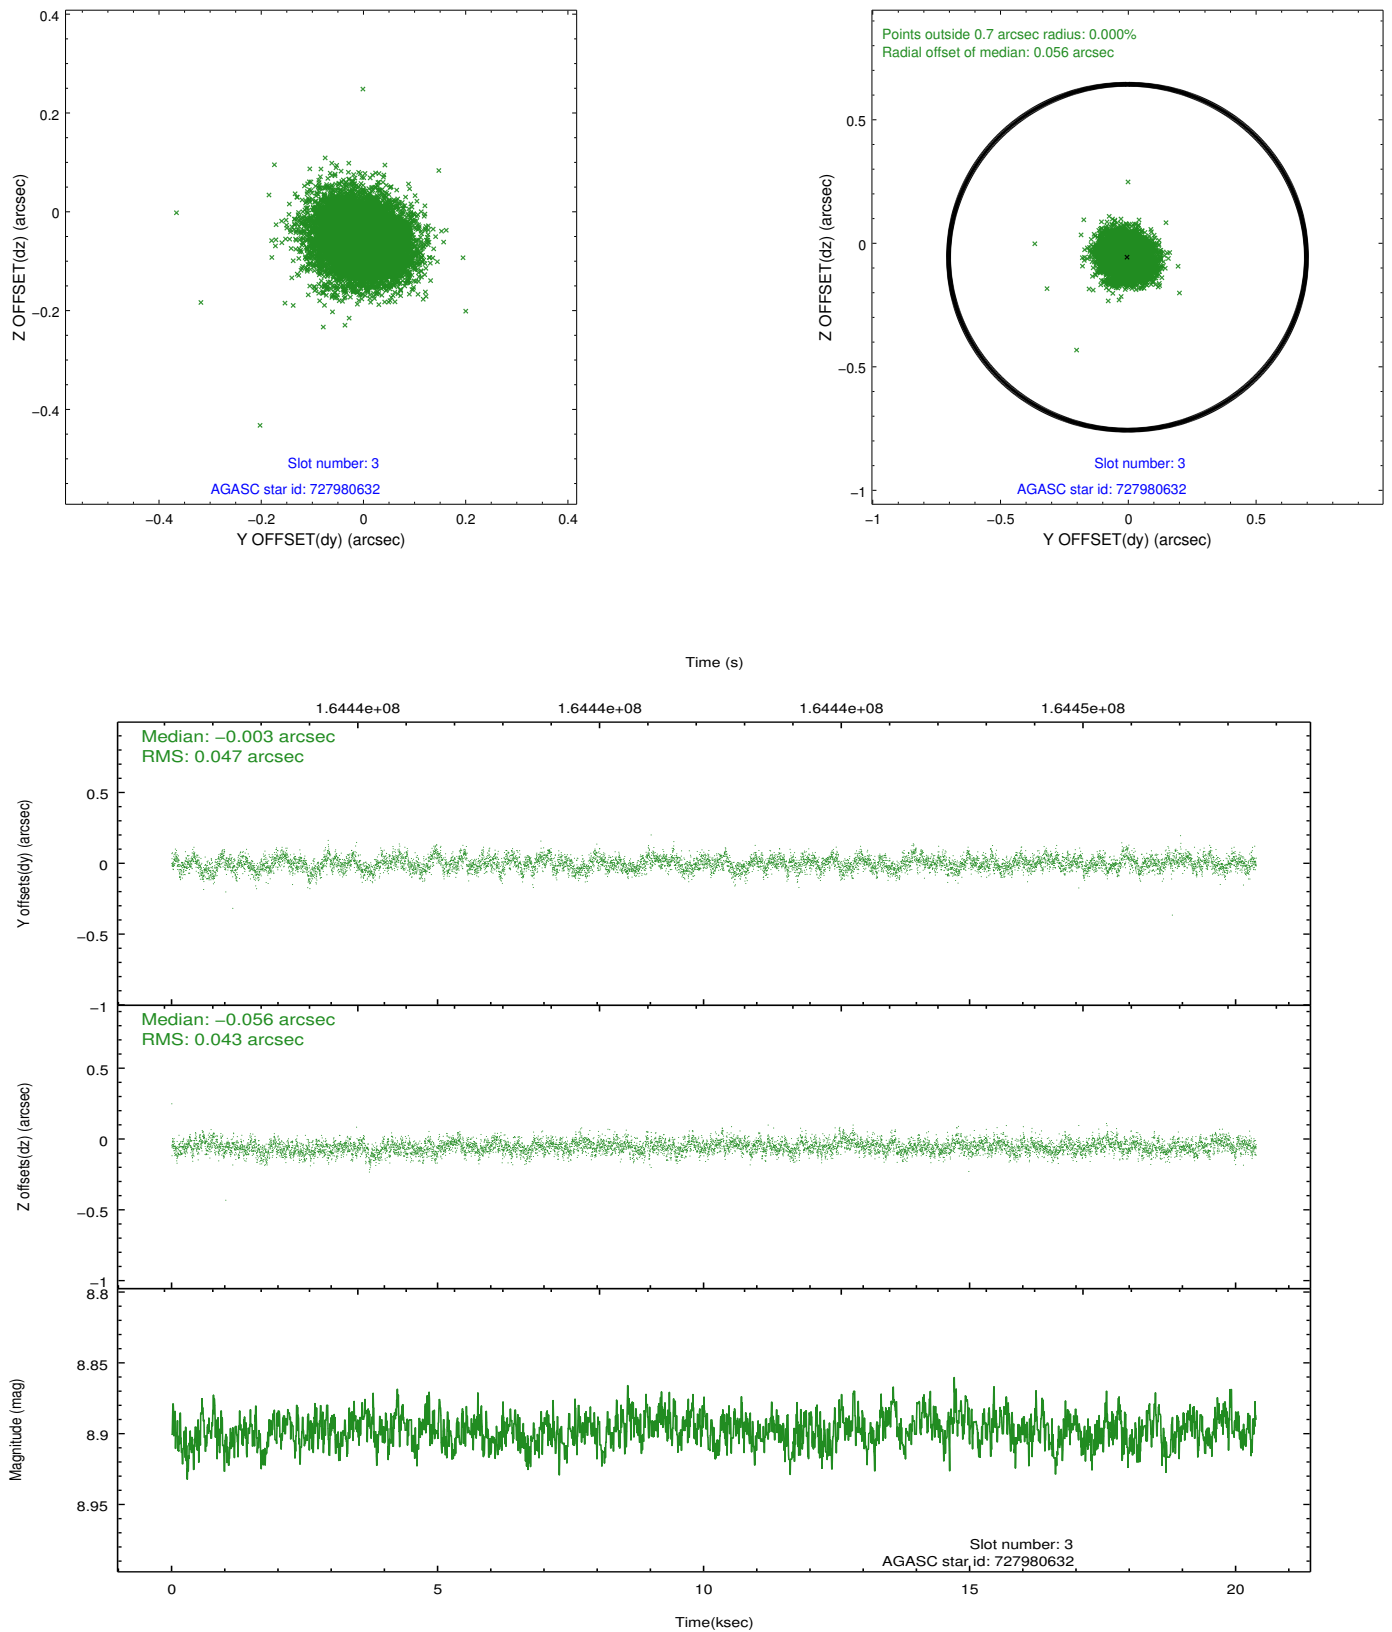 0.4
0.2
0
−0.2
−0.4
Z OFFSET(dz) (arcsec)
Slot number: 3
AGASC star id: 727980632
−0.4
−0.2
0
0.2
0.4
Y OFFSET(dy) (arcsec)
Points outside 0.7 arcsec radius: 0.000%
Radial offset of median: 0.056 arcsec
0.5
0
−0.5
−1
Z OFFSET(dz) (arcsec)
Slot number: 3
AGASC star id: 727980632
−1
−0.5
0
0.5
Y OFFSET(dy) (arcsec)
Time (s)
1.6444e+08
1.6444e+08
1.6444e+08
1.6445e+08
Median: −0.003 arcsec
RMS: 0.047 arcsec
0.5
0
−0.5
−1
Y offsets(dy) (arcsec)
Median: −0.056 arcsec
RMS: 0.043 arcsec
0.5
0
−0.5
−1
Z offsets(dz) (arcsec)
8.8
8.85
8.9
8.95
Magnitude (mag)
Slot number: 3
AGASC star id: 727980632
0
5
10
15
20
Time(ksec)